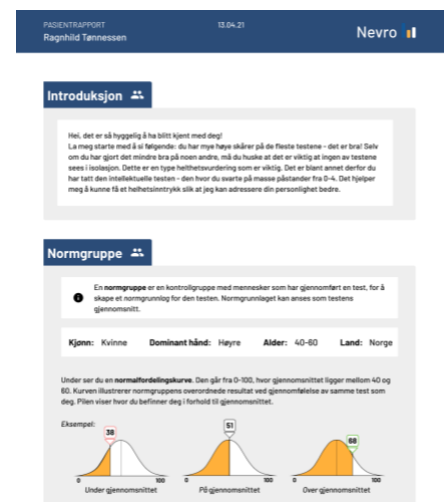 PASIENTRAPPORT
Ragnhild Tønnessen
13.04.21
Nevro
Introduksjon
Hei, det er så hyggelig å ha blitt kjent med deg!
La meg starte med å si følgende: du har mye høye skårer på de fleste testene - det er bra! Selv
om du har gjort det mindre bra på noen andre, må du huske at det er viktig at ingen av testene
sees i isolasjon. Dette er en type helthetsvurdering som er viktig. Det er blant annet derfor du
har tatt den intellektuelle testen - den hvor du svarte på masse påstander fra 0-4. Det hjelper
meg å kunne få et helhetsinntrykk slik at jeg kan adressere din personlighet bedre.
Normgruppe
En normgruppe er en kontrollgruppe med mennesker som har gjennomført en test, for å
skape et normgrunnlag for den testen. Normgrunnlaget kan anses som testens
gjennomsnitt.
Kjønn: Kvinne Dominant hånd: Høyre Alder: 40-60 Land: Norge
Under ser du en normalfordelingskurve. Den går fra 0-100, hvor gjennomsnittet ligger mellom 40 og
60. Kurven illustrerer normgruppens overordnede resultat ved gjennomføelse av samme test som
deg. Pilen viser hvor du befinner deg i forhold til gjennomsnittet.
Eksempel:
38 51 68
0 100 0 100 0 100
Under gjennomsnittet På gjennomsnittet Over gjennomsnittet